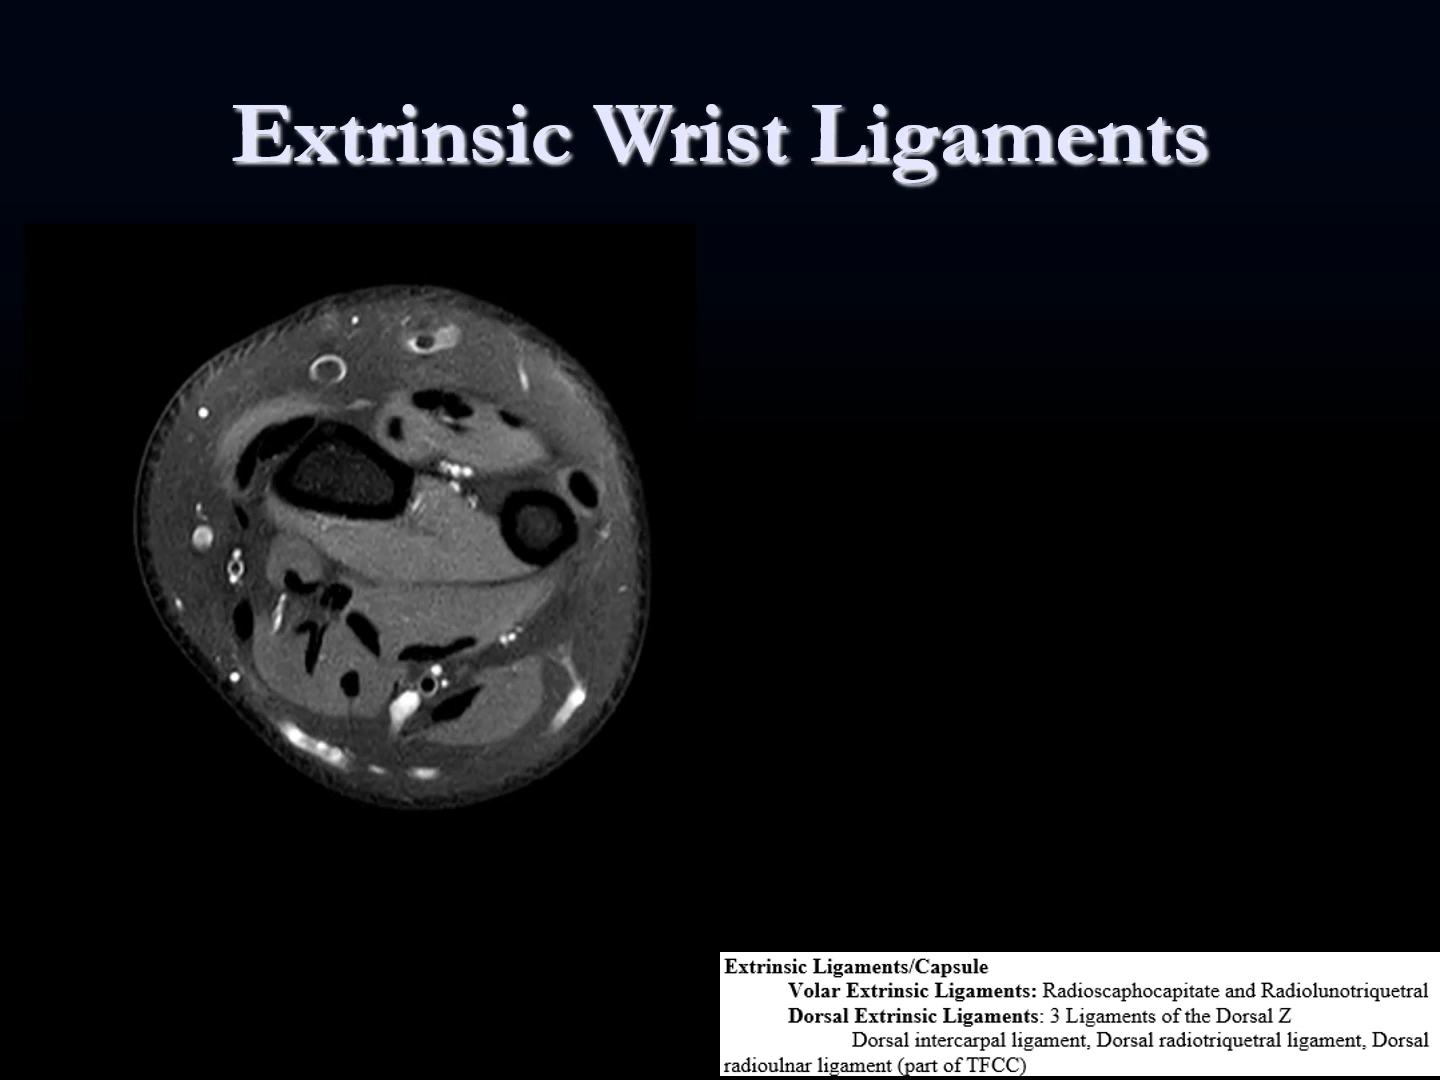 Extrinsic Wrist Ligaments
Extrinsic Ligaments/Capsule
Volar Extrinsic Ligaments: Radioscaphocapitate and Radiolunotriquetral
Dorsal Extrinsic Ligaments: 3 Ligaments of the Dorsal Z
Dorsal intercarpal ligament, Dorsal radiotriquetral ligament, Dorsal
radioulnar ligament (part of TFCC)